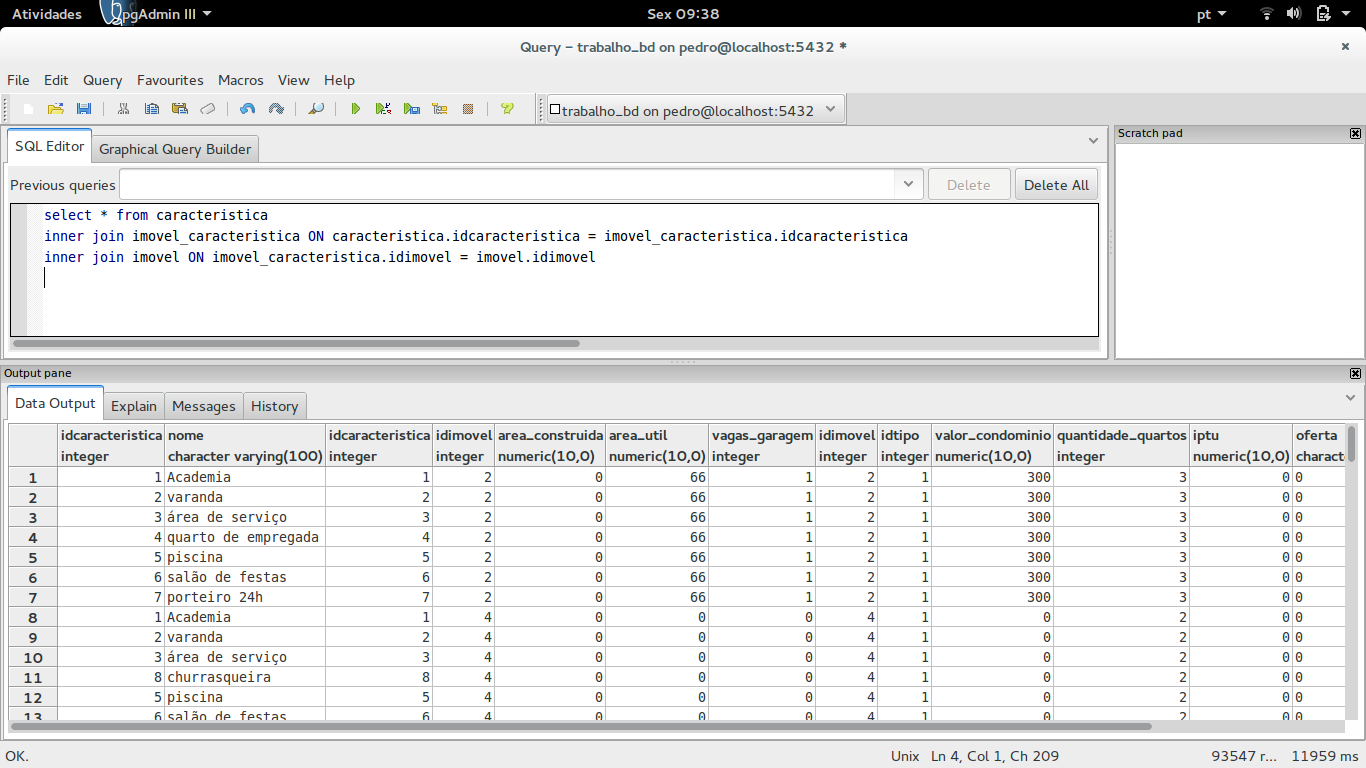 Atividades pgAdmin III Sex 09:38 pt
Query - trabalho_bd on pedro@localhost:5432 *
File Edit Query Favourites Macros View Help
trabalho_bd on pedro@localhost:5432
SQL Editor Graphical Query Builder
Scratch pad
Previous queries Delete Delete All
select * from caracteristica
inner join imovel_caracteristica ON caracteristica.idcaracteristica = imovel_caracteristica.idcaracteristica
inner join imovel ON imovel_caracteristica.idimovel = imovel.idimovel
Output pane
Data Output Explain Messages History
idcaracteristica nome idcaracteristica idimovel area_construida area_util vagas_garagem idimovel idtipo valor_condominio quantidade_quartos iptu oferta
integer character varying(100) integer integer numeric(10,0) numeric(10,0) integer integer integer numeric(10,0) integer numeric(10,0) charact
1 1 Academia 1 2 0 66 1 2 1 300 3 0 0
2 2 varanda 2 2 0 66 1 2 1 300 3 0 0
3 3 área de serviço 3 2 0 66 1 2 1 300 3 0 0
4 4 quarto de empregada 4 2 0 66 1 2 1 300 3 0 0
5 5 piscina 5 2 0 66 1 2 1 300 3 0 0
6 6 salão de festas 6 2 0 66 1 2 1 300 3 0 0
7 7 porteiro 24h 7 2 0 66 1 2 1 300 3 0 0
8 1 Academia 1 4 0 0 0 4 1 0 2 0 0
9 2 varanda 2 4 0 0 0 4 1 0 2 0 0
10 3 área de serviço 3 4 0 0 0 4 1 0 2 0 0
11 8 churrasqueira 8 4 0 0 0 4 1 0 2 0 0
12 5 piscina 5 4 0 0 0 4 1 0 2 0 0
13 6 salão de festas 6 4 0 0 0 4 1 0 2 0 0
OK. Unix Ln 4, Col 1, Ch 209 93547 r... 11959 ms